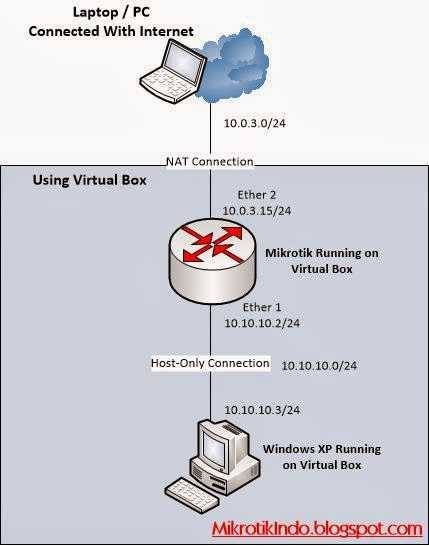 Laptop / PC
Connected With Internet
10.0.3.0/24
NAT Connection
Using Virtual Box
Ether 2
10.0.3.15/24
Mikrotik Running on
Virtual Box
Ether 1
10.10.10.2/24
Host-Only Connection
10.10.10.0/24
10.10.10.3/24
Windows XP Running
on Virtual Box
MikrotikIndo.blogspot.com